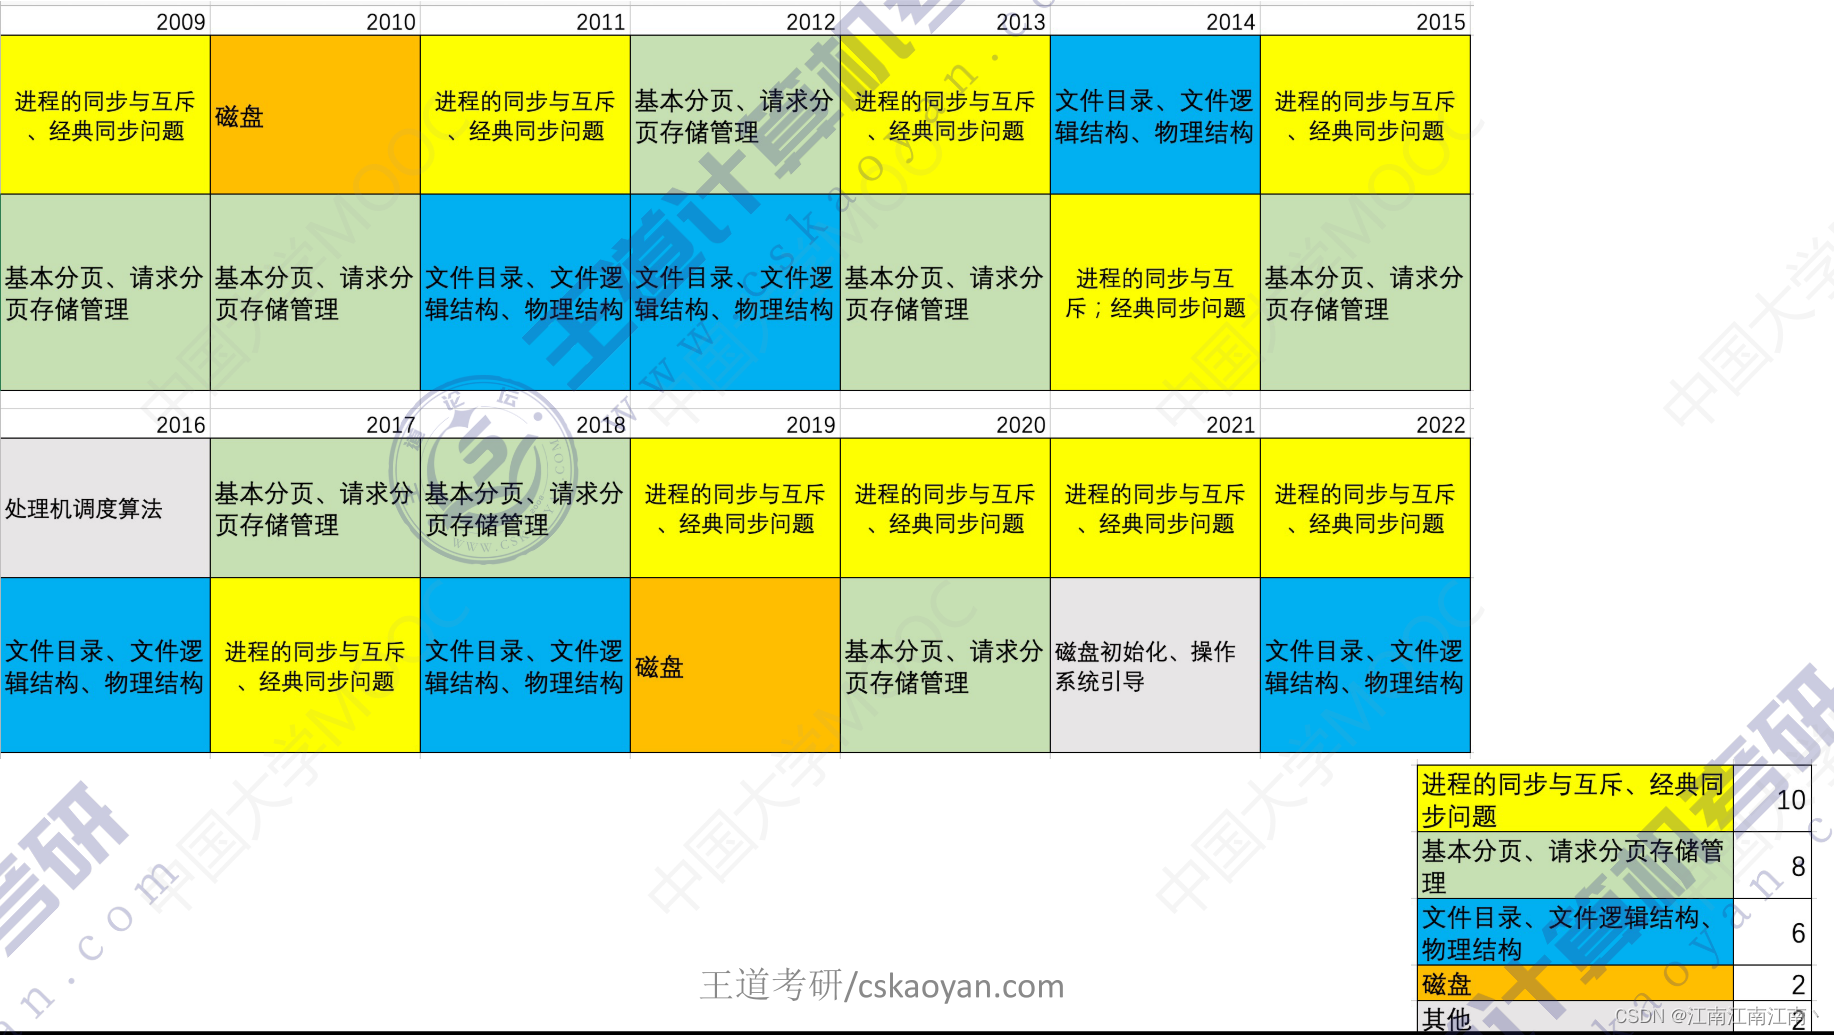 2009 2010 2011 2012 2013 2014 2015
进程的同步与互斥
、经典同步问题
磁盘
进程的同步与互斥
、经典同步问题
基本分页、请求分
页存储管理
进程的同步与互斥
、经典同步问题
文件目录、文件逻
辑结构、物理结构
进程的同步与互斥
、经典同步问题
基本分页、请求分
页存储管理
基本分页、请求分
页存储管理
文件目录、文件逻
辑结构、物理结构
文件目录、文件逻
辑结构、物理结构
基本分页、请求分
页存储管理
进程的同步与互
斥；经典同步问题
基本分页、请求分
页存储管理
2016 2017 2018 2019 2020 2021 2022
处理机调度算法
基本分页、请求分
页存储管理
基本分页、请求分
页存储管理
进程的同步与互斥
、经典同步问题
进程的同步与互斥
、经典同步问题
进程的同步与互斥
、经典同步问题
进程的同步与互斥
、经典同步问题
文件目录、文件逻
辑结构、物理结构
进程的同步与互斥
、经典同步问题
文件目录、文件逻
辑结构、物理结构
磁盘
基本分页、请求分
页存储管理
磁盘初始化、操作
系统引导
文件目录、文件逻
辑结构、物理结构
进程的同步与互斥、经典同
步问题
10
基本分页、请求分页存储管
理
8
文件目录、文件逻辑结构、
物理结构
6
磁盘 2
其他 2
王道考研/cskaoyan.com
王道计算机考研
www.cskaoyan.com
中国大学MOOC
CSDN @江南江南江南丶